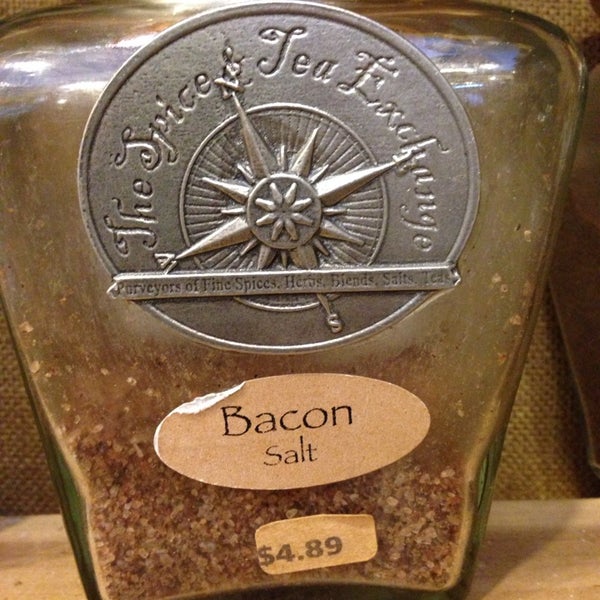 The Spice & Tea Exchange
N
W
Purveyors of Fine Spices, Herbs, Blends, Salts, Teas
S
Bacon
Salt
$4.89